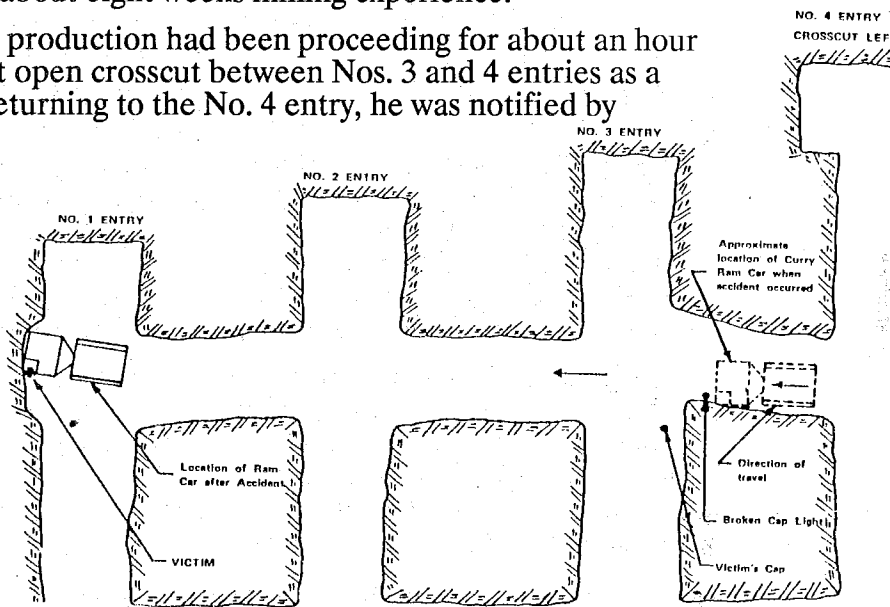 about eight weeks mining experience.
production had been proceeding for about an hour
open crosscut between Nos. 3 and 4 entries as a
returning to the No. 4 entry, he was notified by
NO. 4 ENTRY
CROSSCUT LEF
NO. 3 ENTRY
NO. 2 ENTRY
NO. 1 ENTRY
Approximate
location of Curry
Ram Car when
accident occurred
Location of Ram
Car after Accident
Direction of
travel
Broken Cap Light
VICTIM
Victim's Cap